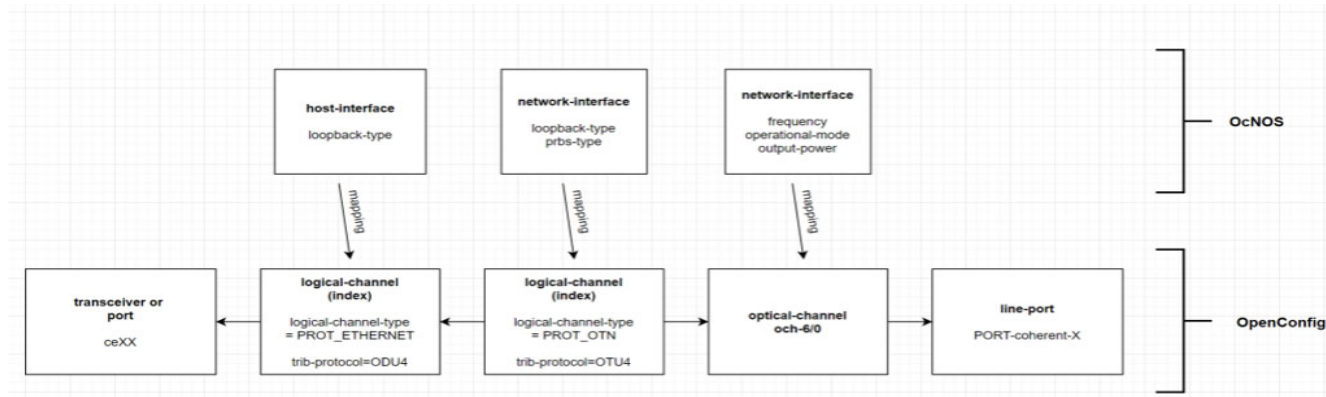 host-interface
loopback-type
network-interface
loopback-type
prbs-type
network-interface
frequency
operational-mode
output-power
OcNOS
mapping
mapping
mapping
transceiver or
port
ceXX
logical-channel
(index)
logical-channel-type
= PROT_ETHERNET
trib-protocol=ODU4
logical-channel
(index)
logical-channel-type
= PROT_OTN
trib-protocol=OTU4
optical-channel
och-6/0
line-port
PORT-coherent-X
OpenConfig